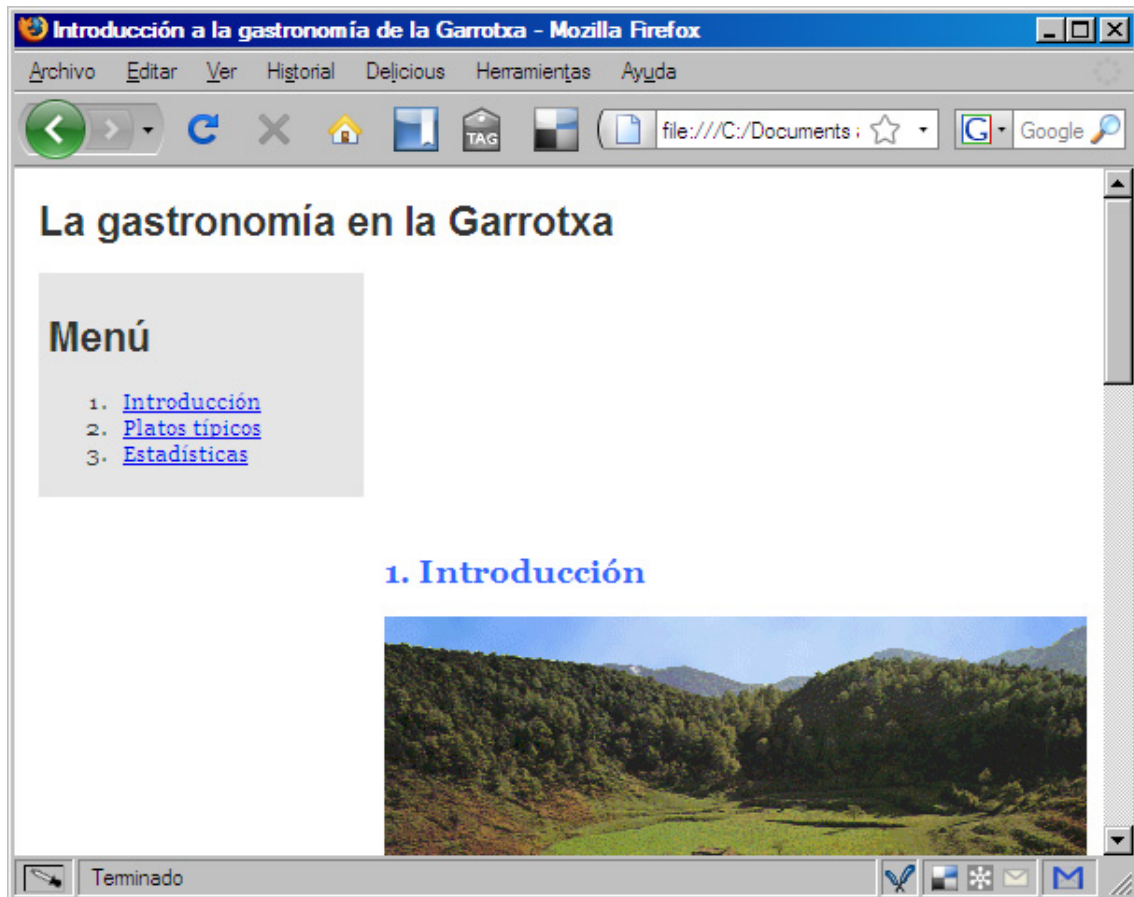 Introducción a la gastronomía de la Garrotxa - Mozilla Firefox
Archivo Editar Ver Historial Delicious Herramientas Ayuda
TAG file:///C:/Documents G Google
La gastronomía en la Garrotxa
Menú
1. Introducción
2. Platos típicos
3. Estadísticas
1. Introducción
Terminado